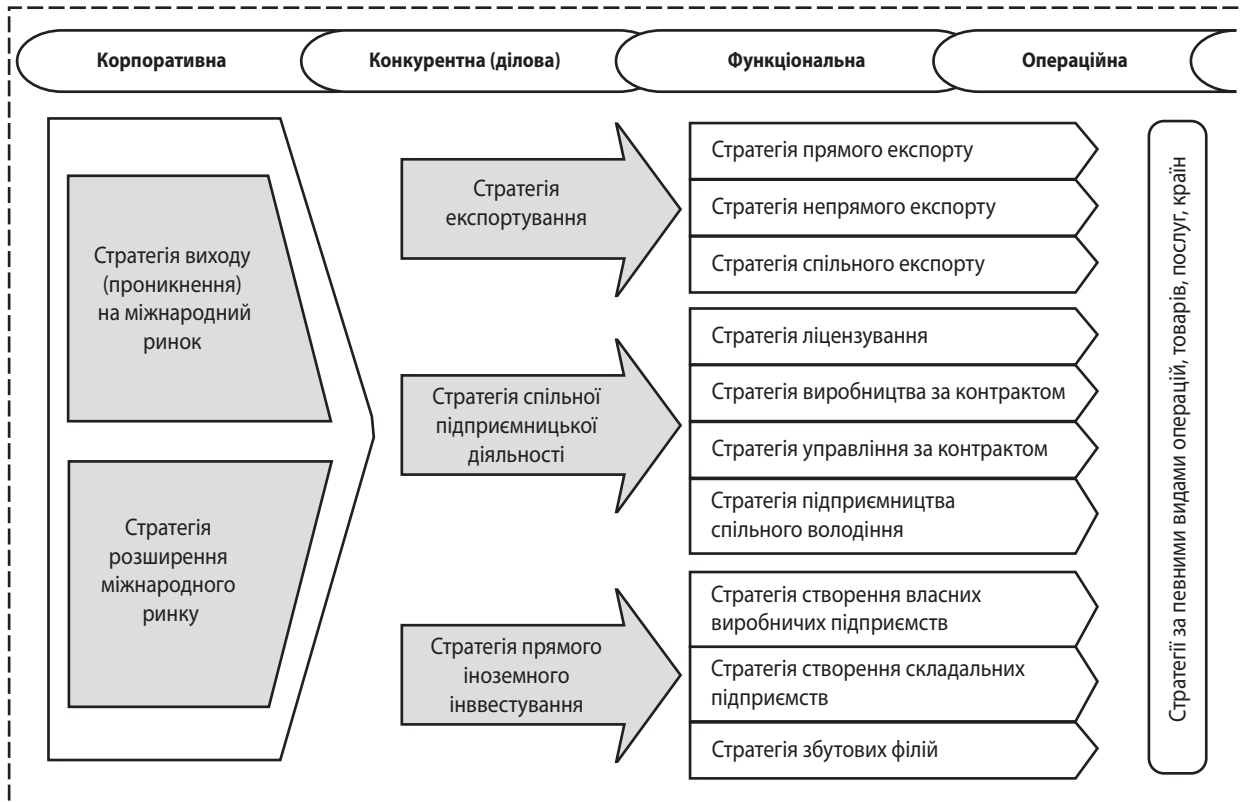 Корпоративна
Конкурентна (ділова)
Функціональна
Операційна
Стратегія виходу
(проникнення)
на міжнародний
ринок
Стратегія
розширення
міжнародного
ринку
Стратегія
експортування
Стратегія спільної
підприємницької
діяльності
Стратегія прямого
іноземного
інввестування
Стратегія прямого експорту
Стратегія непрямого експорту
Стратегія спільного експорту
Стратегія ліцензування
Стратегія виробництва за контрактом
Стратегія управління за контрактом
Стратегія підприємництва
спільного володіння
Стратегія створення власних
виробничих підприємств
Стратегія створення складальних
підприємств
Стратегія збутових філій
Стратегії за певними видами операцій, товарів, послуг, країн